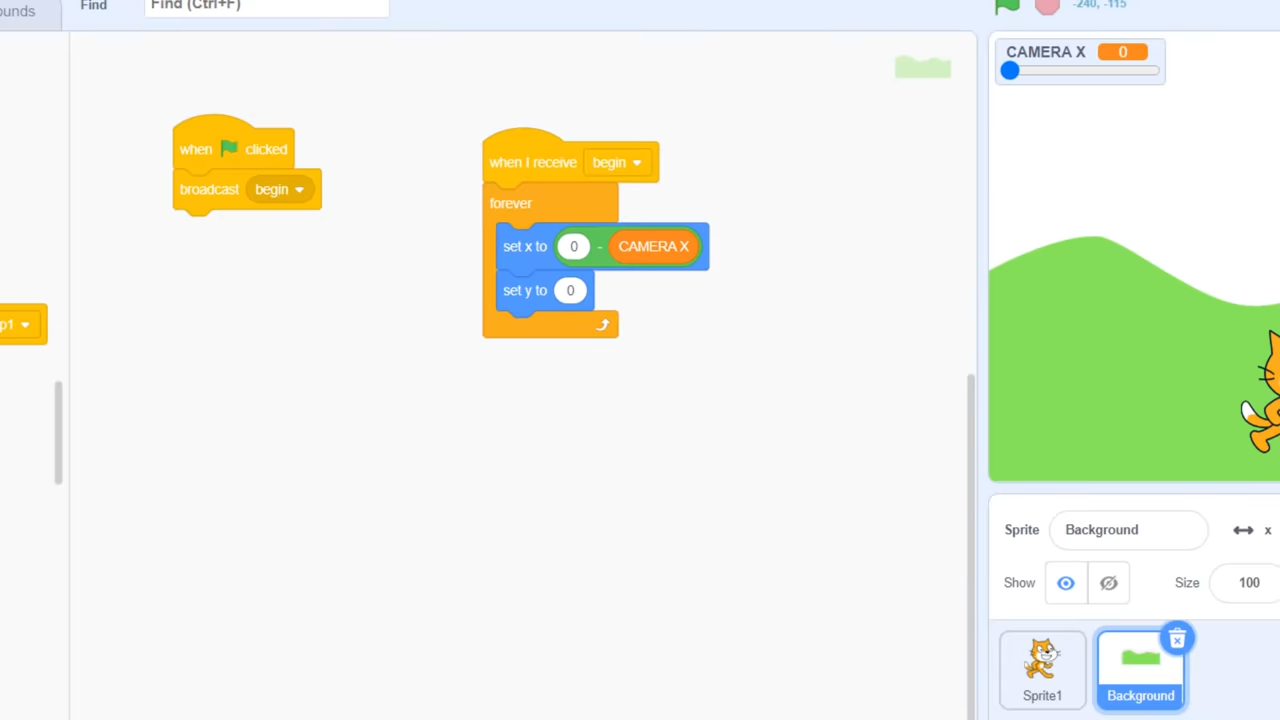 ounds
Find
Find (Ctrl+F)
-240, -115
CAMERA X 0
when clicked
broadcast begin
when I receive begin
forever
set x to 0 - CAMERA X
set y to 0
p1
Sprite Background x
Show Size 100
Sprite1
Background